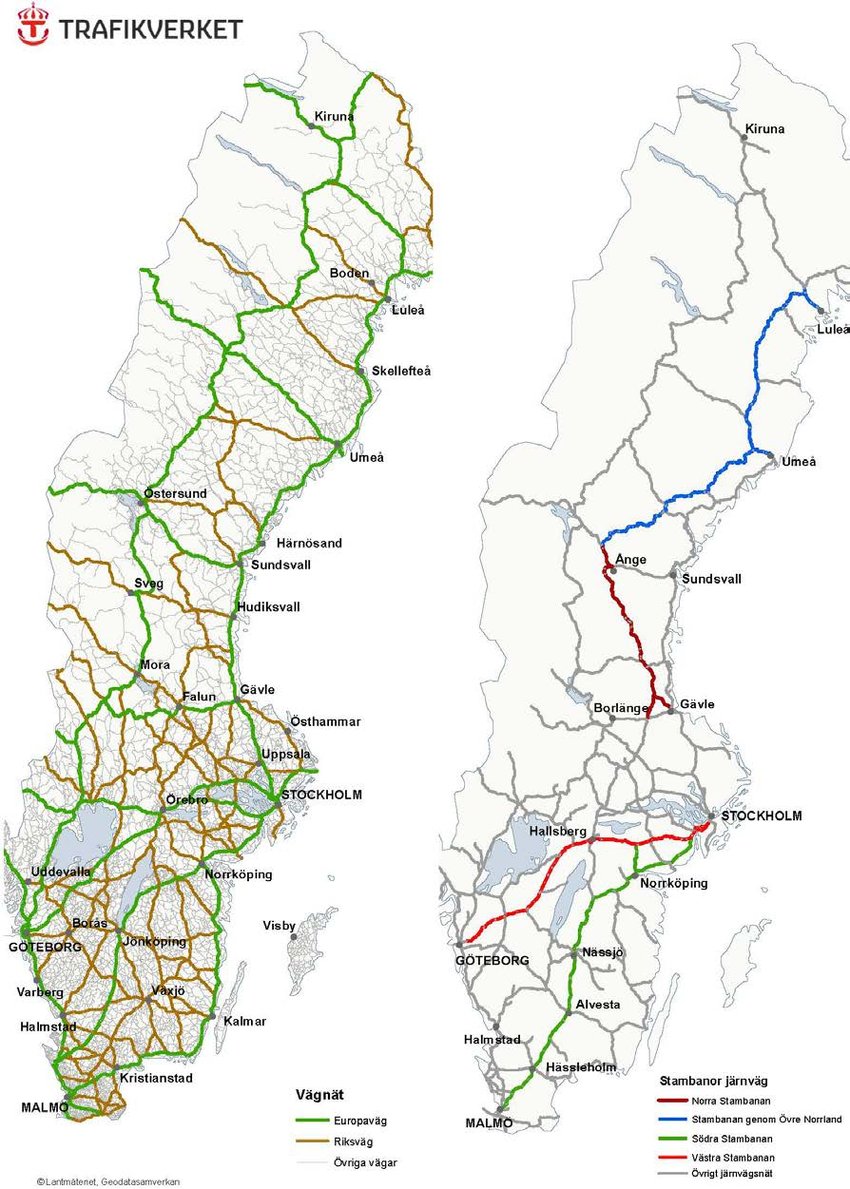 TRAFIKVERKET
Kiruna
Boden
Luleå
Skellefteå
Umeå
Östersund
Härnösand
Sundsvall
Sveg
Hudiksvall
Mora
Falun
Gävle
Östhammar
Uppsala
Örebro
STOCKHOLM
Uddevalla
Norrköping
Borås
Visby
GÖTEBORG
Jönköping
Varberg
Växjö
Halmstad
Kalmar
Kristianstad
MALMÖ
Vägnät
Europaväg
Riksväg
Övriga vägar
©Lantmätenet, Geodatasamverkan
Kiruna
Luleå
Umeå
Ånge
Sundsvall
Borlänge
Gävle
STOCKHOLM
Hallsberg
Norrköping
GÖTEBORG
Nässjö
Alvesta
Halmstad
Hässleholm
MALMÖ
Stambanor järnväg
Norra Stambanan
Stambanan genom Övre Norrland
Södra Stambanan
Västra Stambanan
Övrigt järnvägsnät